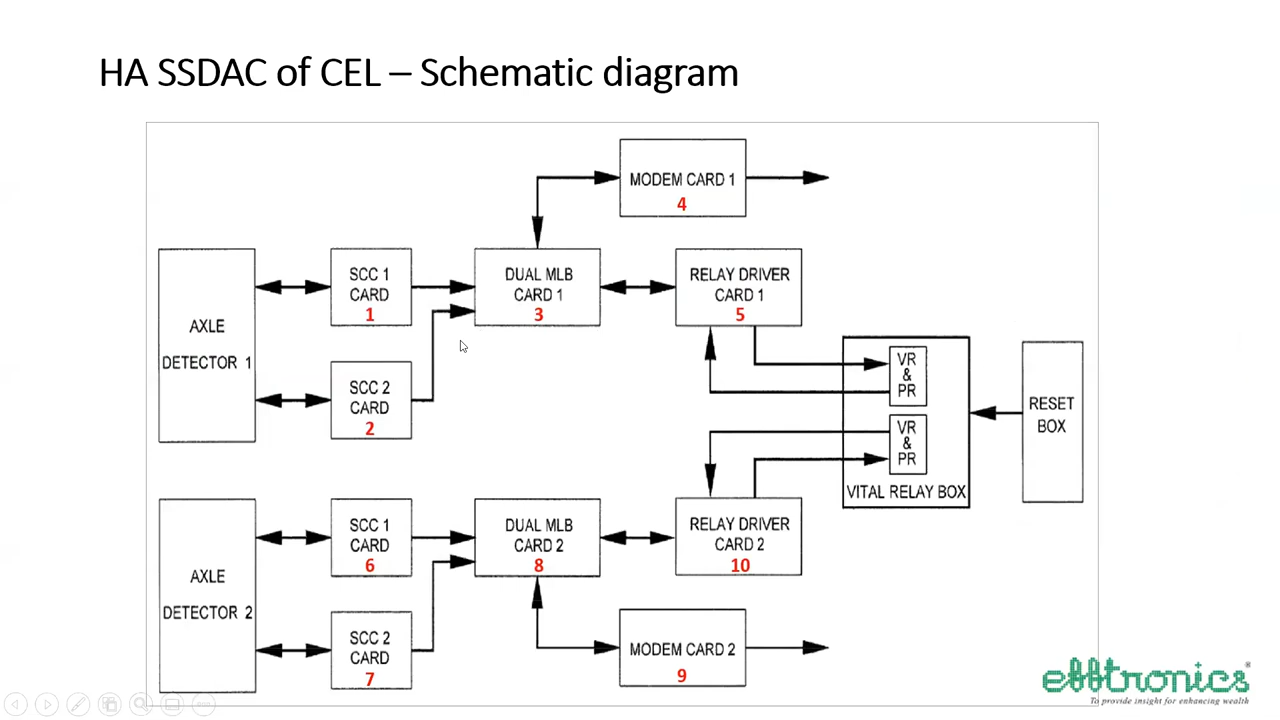 HA SSDAC of CEL – Schematic diagram
MODEM CARD 1
4
AXLE
DETECTOR 1
SCC 1
CARD
1
SCC 2
CARD
2
DUAL MLB
CARD 1
3
RELAY DRIVER
CARD 1
5
VR
&
PR
VR
&
PR
VITAL RELAY BOX
RESET
BOX
AXLE
DETECTOR 2
SCC 1
CARD
6
SCC 2
CARD
7
DUAL MLB
CARD 2
8
RELAY DRIVER
CARD 2
10
MODEM CARD 2
9
efftronics
To provide insight for enhancing wealth